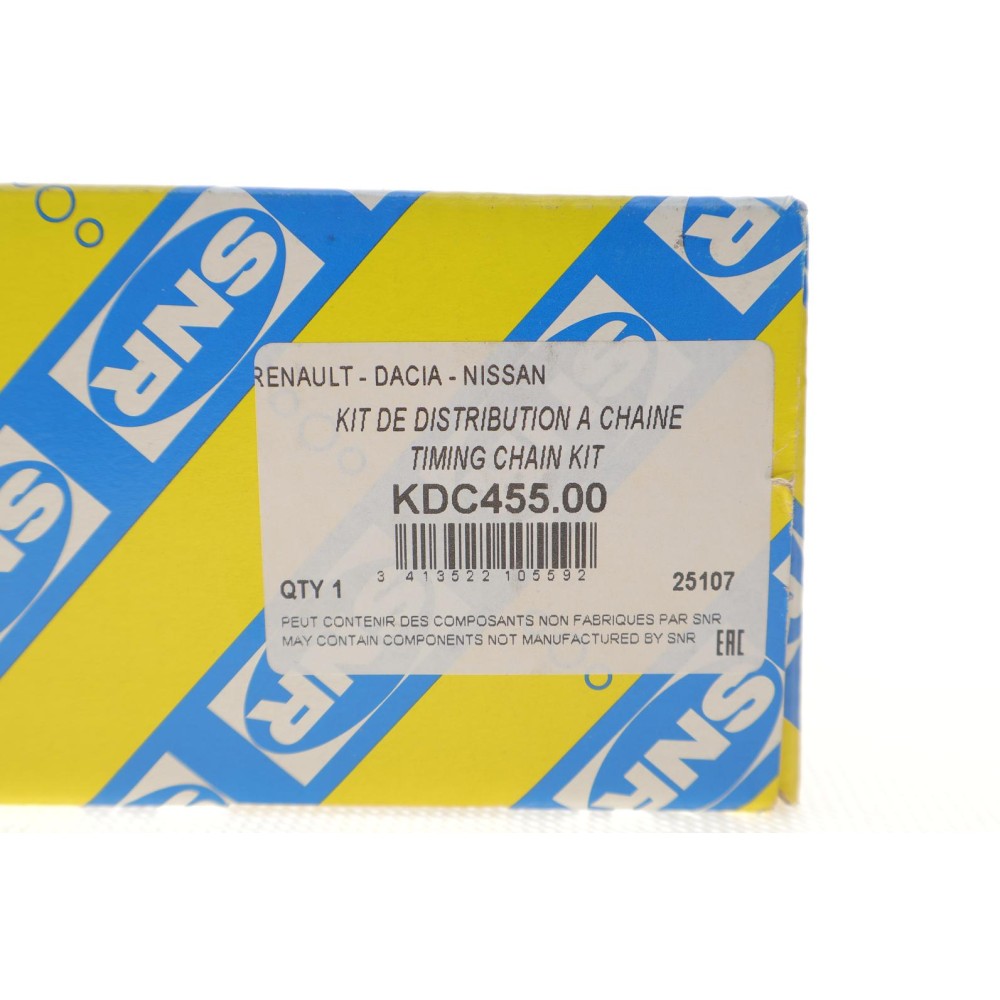 SNR
R
SNR
SNR
RENAULT - DACIA - NISSAN
KIT DE DISTRIBUTION A CHAINE
TIMING CHAIN KIT
KDC455.00
3 413522 105592
QTY 1 25107
PEUT CONTENIR DES COMPOSANTS NON FABRIQUES PAR SNR
MAY CONTAIN COMPONENTS NOT MANUFACTURED BY SNR EAC
NR
SNR